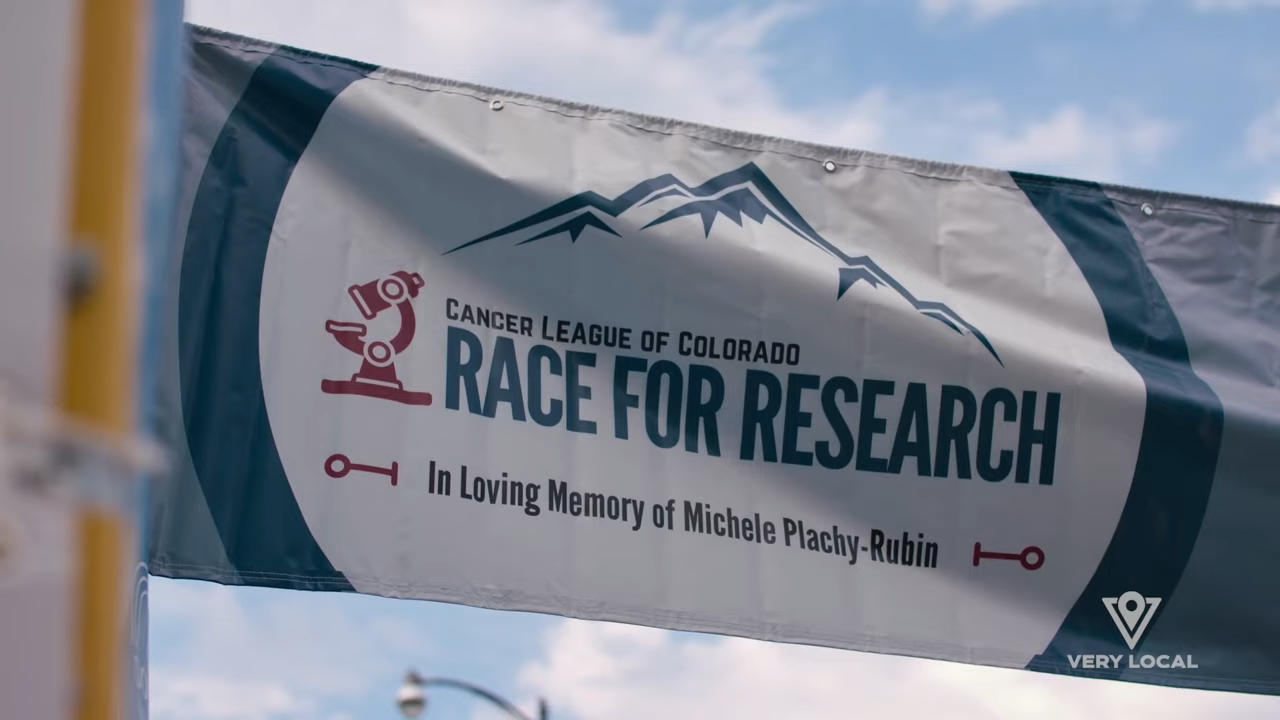 CANCER LEAGUE OF COLORADO
RACE FOR RESEARCH
In Loving Memory of Michele Plachy-Rubin
VERY LOCAL